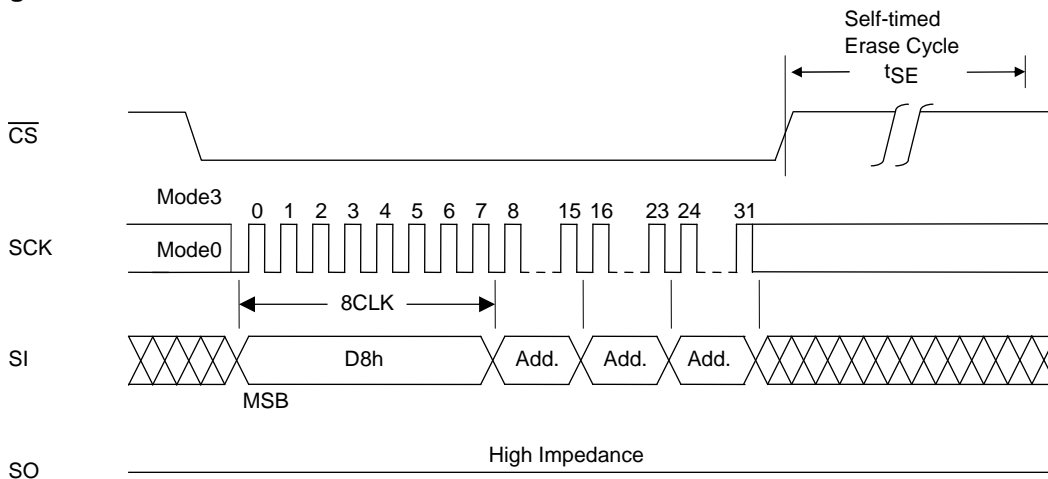 Self-timed
Erase Cycle
tSE
CS
Mode3
0 1 2 3 4 5 6 7 8 15 16 23 24 31
SCK
Mode0
8CLK
SI
D8h Add. Add. Add.
MSB
High Impedance
SO